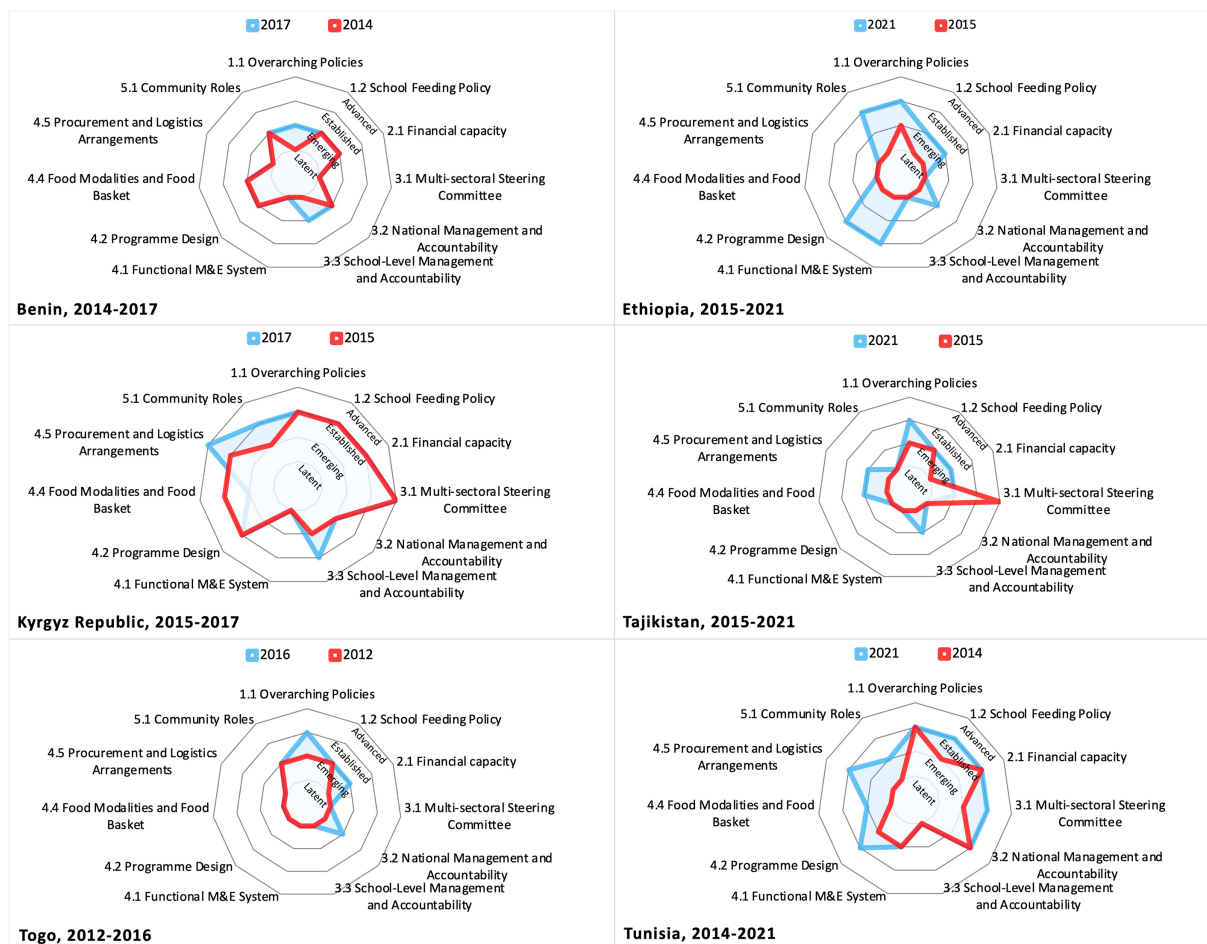 2017 2014
1.1 Overarching Policies
5.1 Community Roles
1.2 School Feeding Policy
4.5 Procurement and Logistics
Arrangements
2.1 Financial capacity
4.4 Food Modalities and Food
Basket
3.1 Multi-sectoral Steering
Committee
4.2 Programme Design
3.2 National Management and
Accountability
4.1 Functional M&E System
3.3 School-Level Management
and Accountability
Advanced
Established
Emerging
Latent
Benin, 2014-2017
2021 2015
1.1 Overarching Policies
5.1 Community Roles
1.2 School Feeding Policy
4.5 Procurement and Logistics
Arrangements
2.1 Financial capacity
4.4 Food Modalities and Food
Basket
3.1 Multi-sectoral Steering
Committee
4.2 Programme Design
3.2 National Management and
Accountability
4.1 Functional M&E System
3.3 School-Level Management
and Accountability
Advanced
Established
Emerging
Latent
Ethiopia, 2015-2021
2017 2015
1.1 Overarching Policies
5.1 Community Roles
1.2 School Feeding Policy
4.5 Procurement and Logistics
Arrangements
2.1 Financial capacity
4.4 Food Modalities and Food
Basket
3.1 Multi-sectoral Steering
Committee
4.2 Programme Design
3.2 National Management and
Accountability
4.1 Functional M&E System
3.3 School-Level Management
and Accountability
Advanced
Established
Emerging
Latent
Kyrgyz Republic, 2015-2017
2021 2015
1.1 Overarching Policies
5.1 Community Roles
1.2 School Feeding Policy
4.5 Procurement and Logistics
Arrangements
2.1 Financial capacity
4.4 Food Modalities and Food
Basket
3.1 Multi-sectoral Steering
Committee
4.2 Programme Design
3.2 National Management and
Accountability
4.1 Functional M&E System
3.3 School-Level Management
and Accountability
Advanced
Established
Emerging
Latent
Tajikistan, 2015-2021
2016 2012
1.1 Overarching Policies
5.1 Community Roles
1.2 School Feeding Policy
4.5 Procurement and Logistics
Arrangements
2.1 Financial capacity
4.4 Food Modalities and Food
Basket
3.1 Multi-sectoral Steering
Committee
4.2 Programme Design
3.2 National Management and
Accountability
4.1 Functional M&E System
3.3 School-Level Management
and Accountability
Advanced
Established
Emerging
Latent
Togo, 2012-2016
2021 2014
1.1 Overarching Policies
5.1 Community Roles
1.2 School Feeding Policy
4.5 Procurement and Logistics
Arrangements
2.1 Financial capacity
4.4 Food Modalities and Food
Basket
3.1 Multi-sectoral Steering
Committee
4.2 Programme Design
3.2 National Management and
Accountability
4.1 Functional M&E System
3.3 School-Level Management
and Accountability
Advanced
Established
Emerging
Latent
Tunisia, 2014-2021